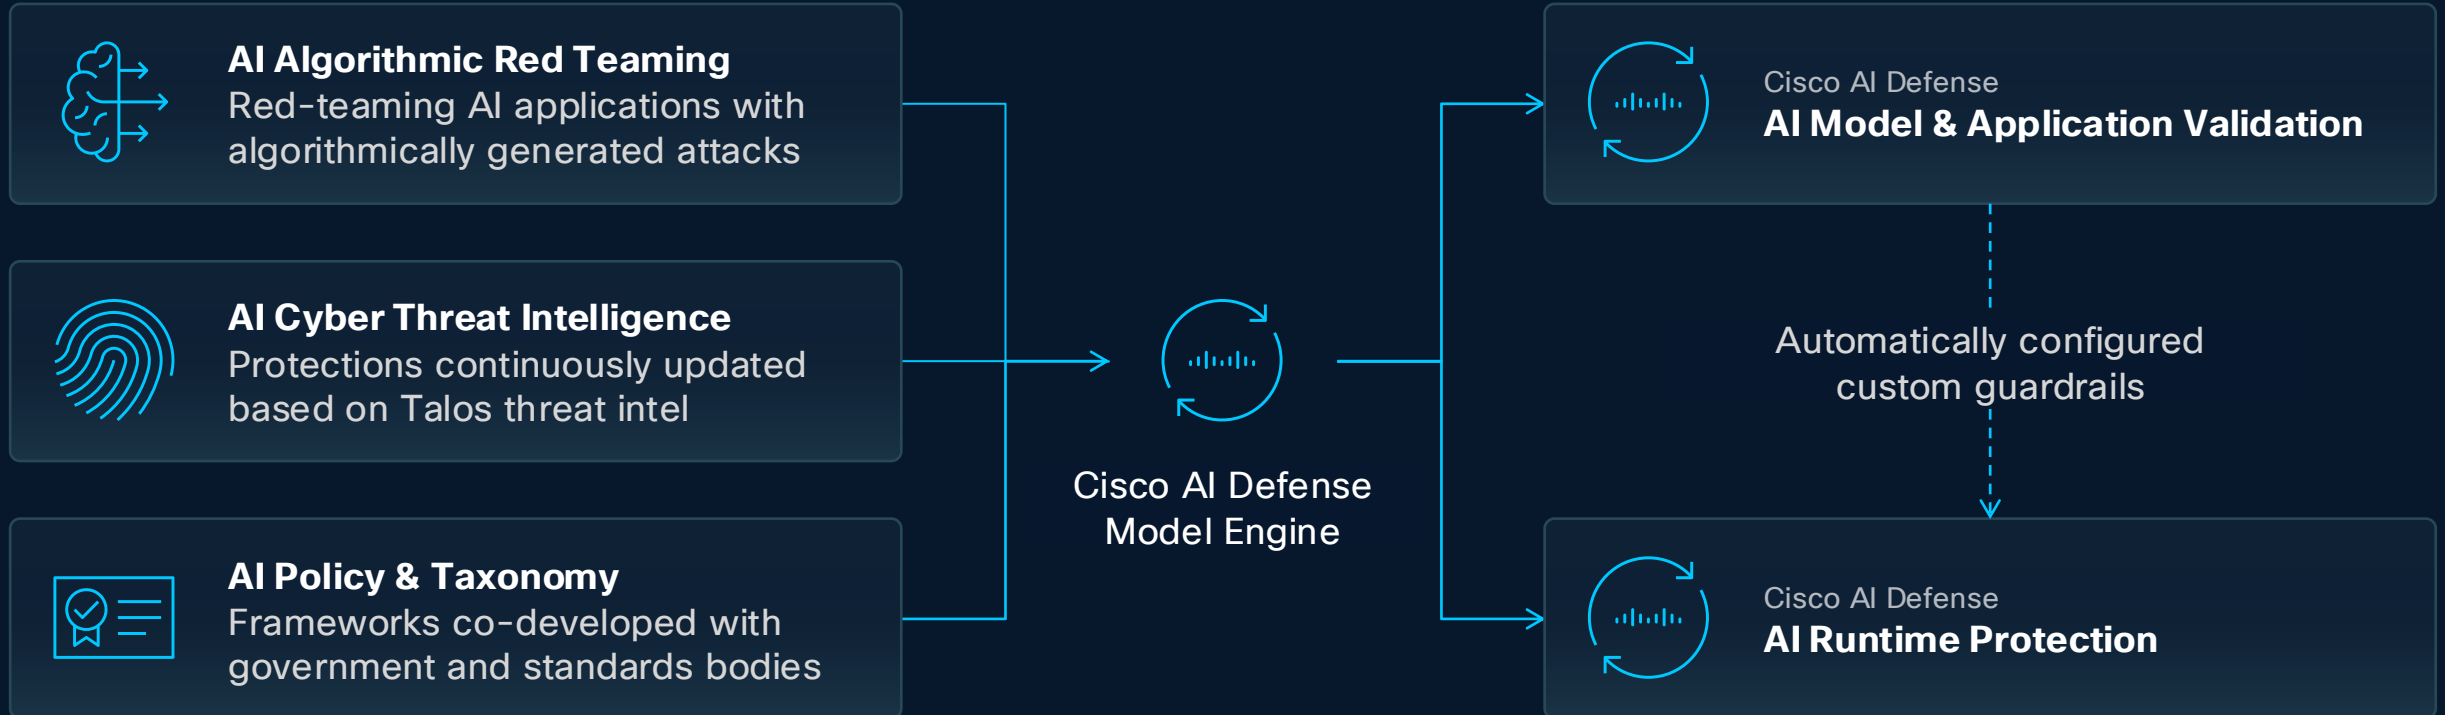 AI Algorithmic Red Teaming
Red-teaming AI applications with
algorithmically generated attacks
AI Cyber Threat Intelligence
Protections continuously updated
based on Talos threat intel
AI Policy & Taxonomy
Frameworks co-developed with
government and standards bodies
Cisco AI Defense
Model Engine
Cisco AI Defense
AI Model & Application Validation
Automatically configured
custom guardrails
Cisco AI Defense
AI Runtime Protection